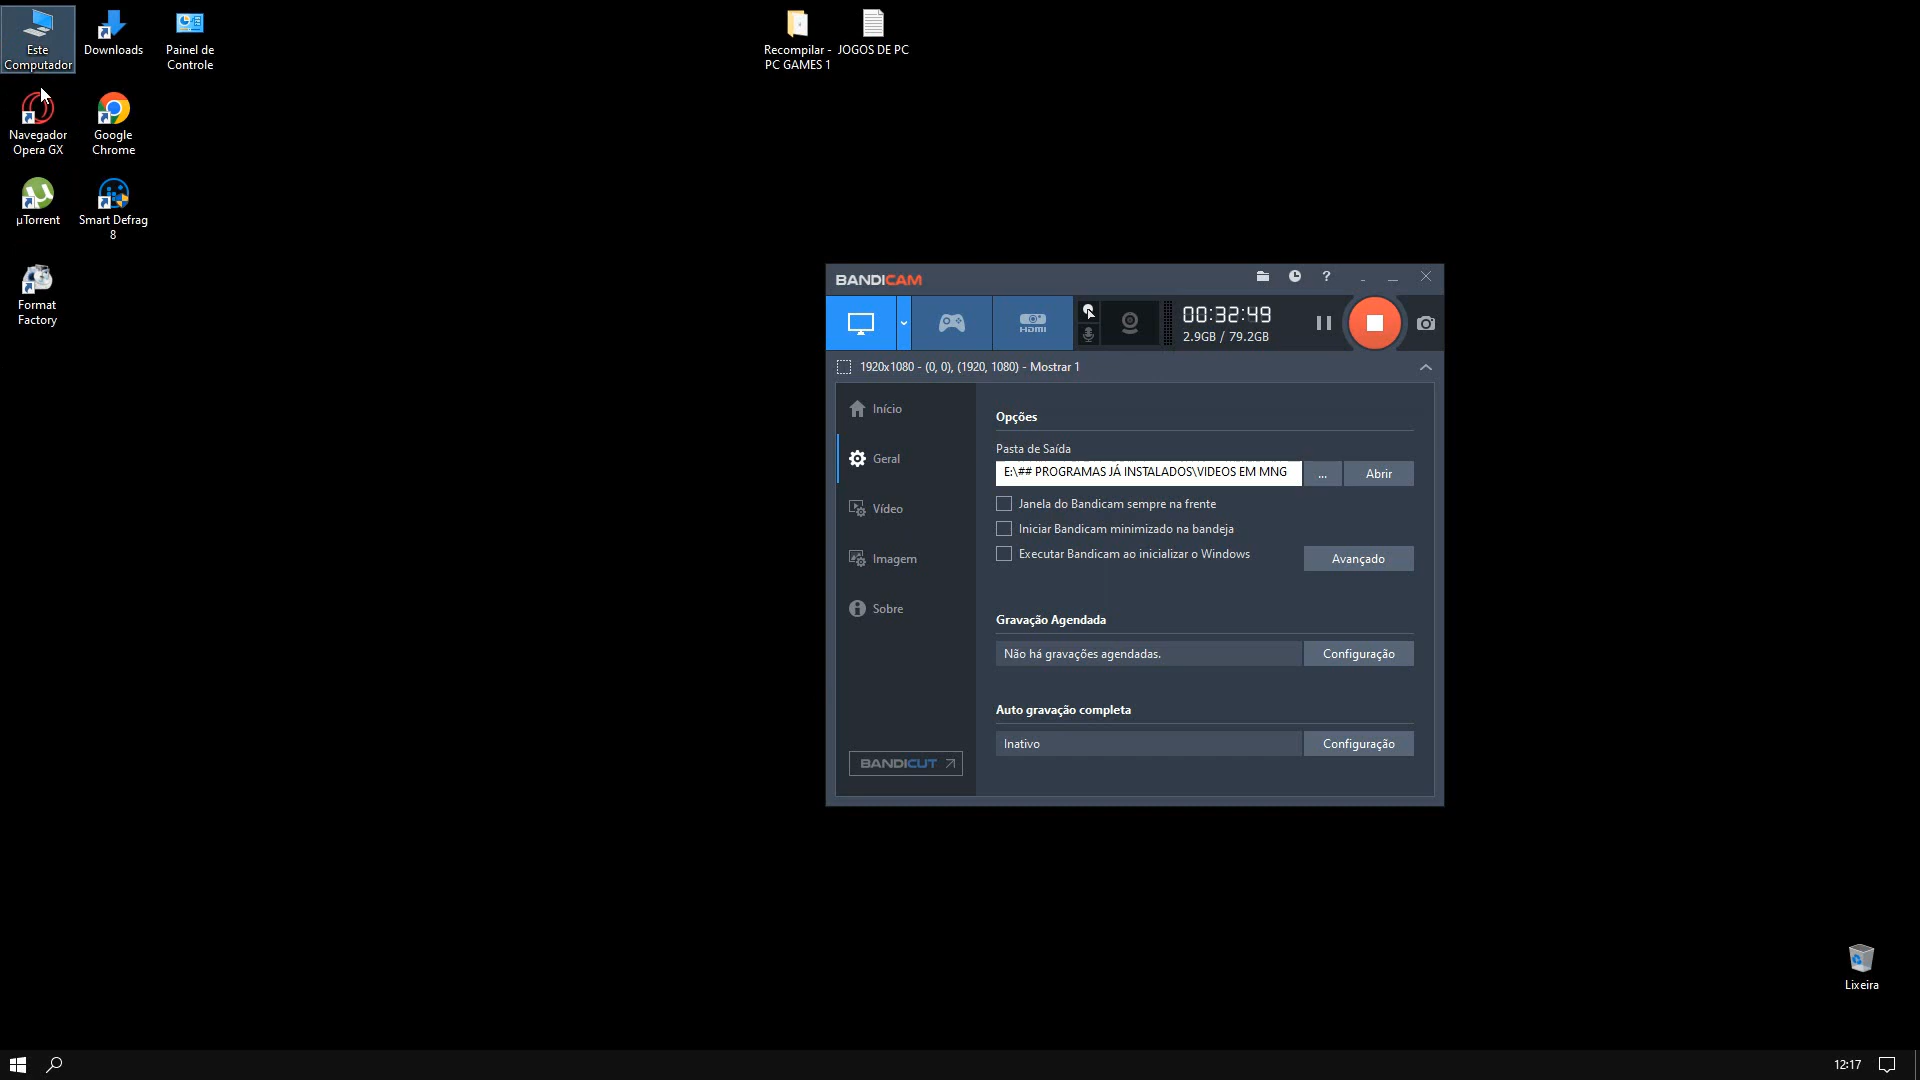 Este
Computador
Downloads
Painel de
Controle
Recompilar -
PC GAMES 1
JOGOS DE PC
Navegador
Opera GX
Google
Chrome
µTorrent
Smart Defrag
8
Format
Factory
BANDICAM
?
HDMI
00:32:49
2.9GB / 79.2GB
1920x1080 - (0, 0), (1920, 1080) - Mostrar 1
Início
Geral
Vídeo
Imagem
Sobre
BANDICUT
Opções
Pasta de Saída
E:\## PROGRAMAS JÁ INSTALADOS\VIDEOS EM MNG
...
Abrir
Janela do Bandicam sempre na frente
Iniciar Bandicam minimizado na bandeja
Executar Bandicam ao inicializar o Windows
Avançado
Gravação Agendada
Não há gravações agendadas.
Configuração
Auto gravação completa
Inativo
Configuração
Lixeira
12:17